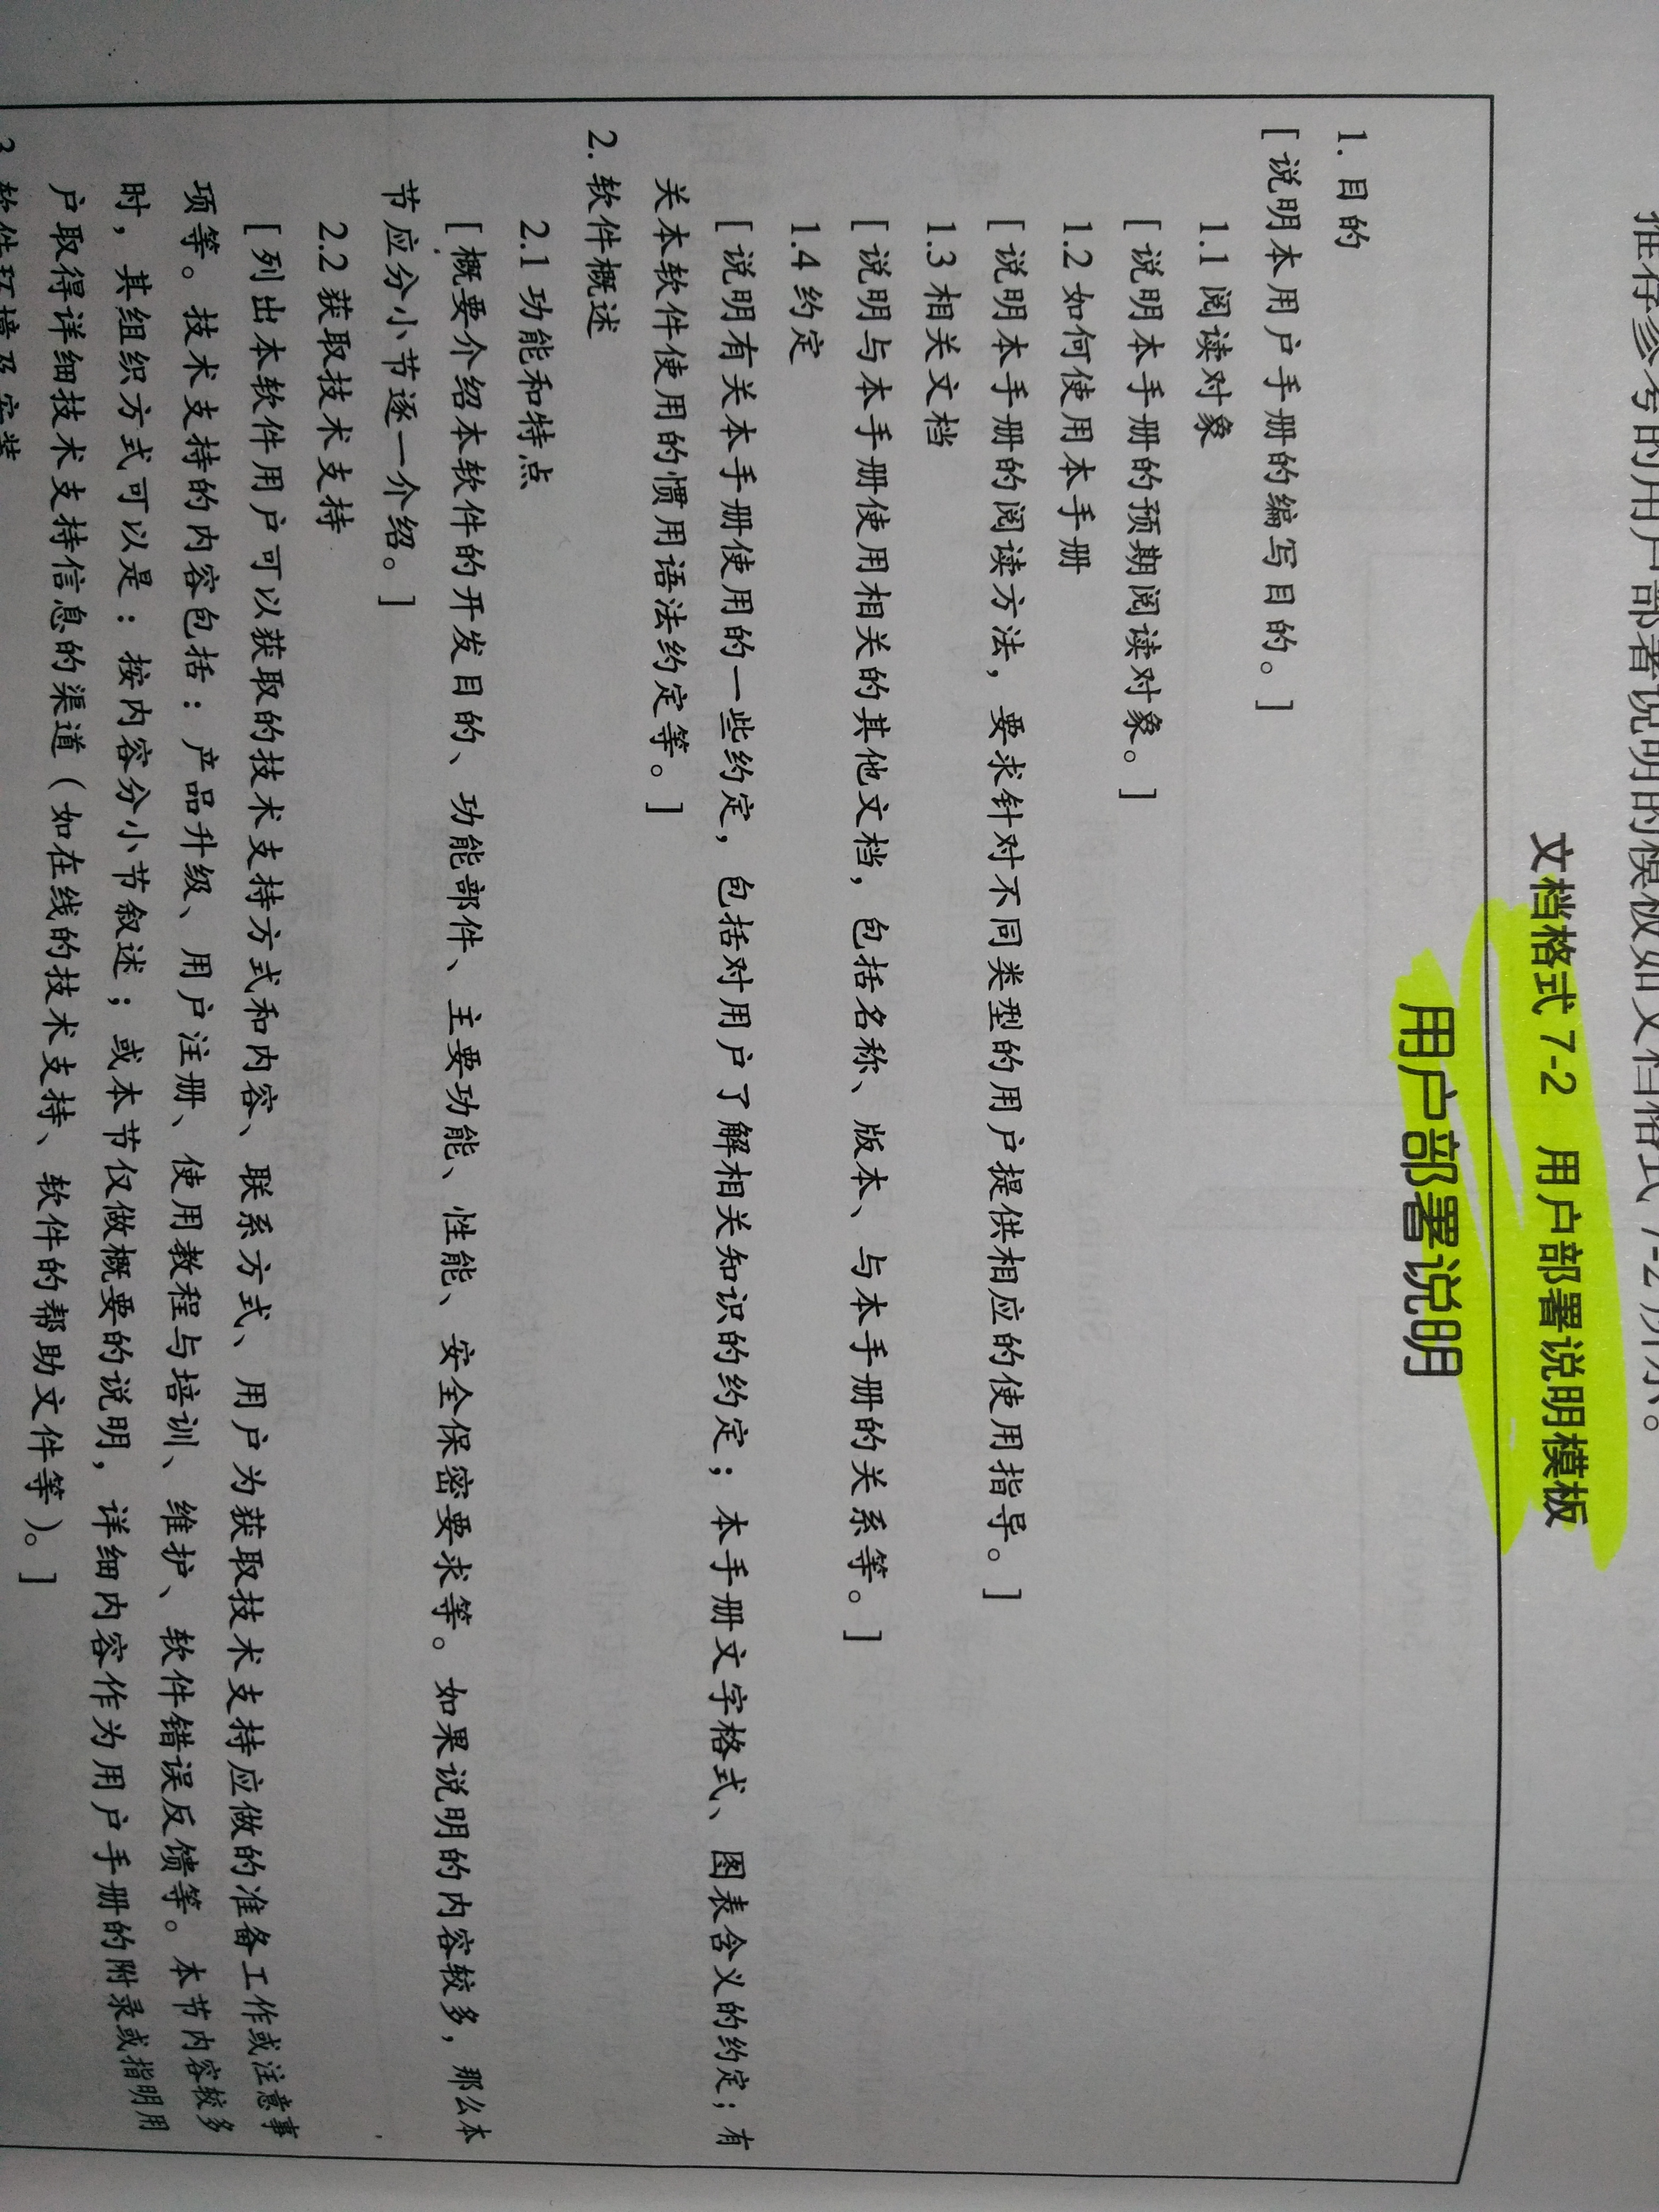 推荐参考的用户部署说明的模板如文档格式 7-2 所示。
文档格式 7-2 用户部署说明模板
用户部署说明
1. 目的
[说明本用户手册的编写目的。]
1.1 阅读对象
[说明本手册的预期阅读对象。]
1.2 如何使用本手册
[说明本手册的阅读方法，要求针对不同类型的用户提供相应的使用指导。]
1.3 相关文档
[说明与本手册使用相关的其他文档，包括名称、版本、与本手册的关系等。]
1.4 约定
[说明有关本手册使用的一些约定，包括对用户了解相关知识的约定；本手册文字格式、图表含义的约定；有
关本软件使用的惯用语法约定等。]
2. 软件概述
2.1 功能和特点
[概要介绍本软件的开发目的、功能部件、主要功能、性能、安全保密要求等。如果说明的内容较多，那么本
节应分小节逐一介绍。]
2.2 获取技术支持
[列出本软件用户可以获取的技术支持方式和内容、联系方式、用户为获取技术支持应做的准备工作或注意事
项等。技术支持的内容包括：产品升级、用户注册、使用教程与培训、维护、软件错误反馈等。本节内容较多
时，其组织方式可以是：按内容分小节叙述；或本节仅做概要的说明，详细内容作为用户手册的附录或指明用
户取得详细技术支持信息的渠道（如在线的技术支持、软件的帮助文件等）。]
3. 软件环境及安装